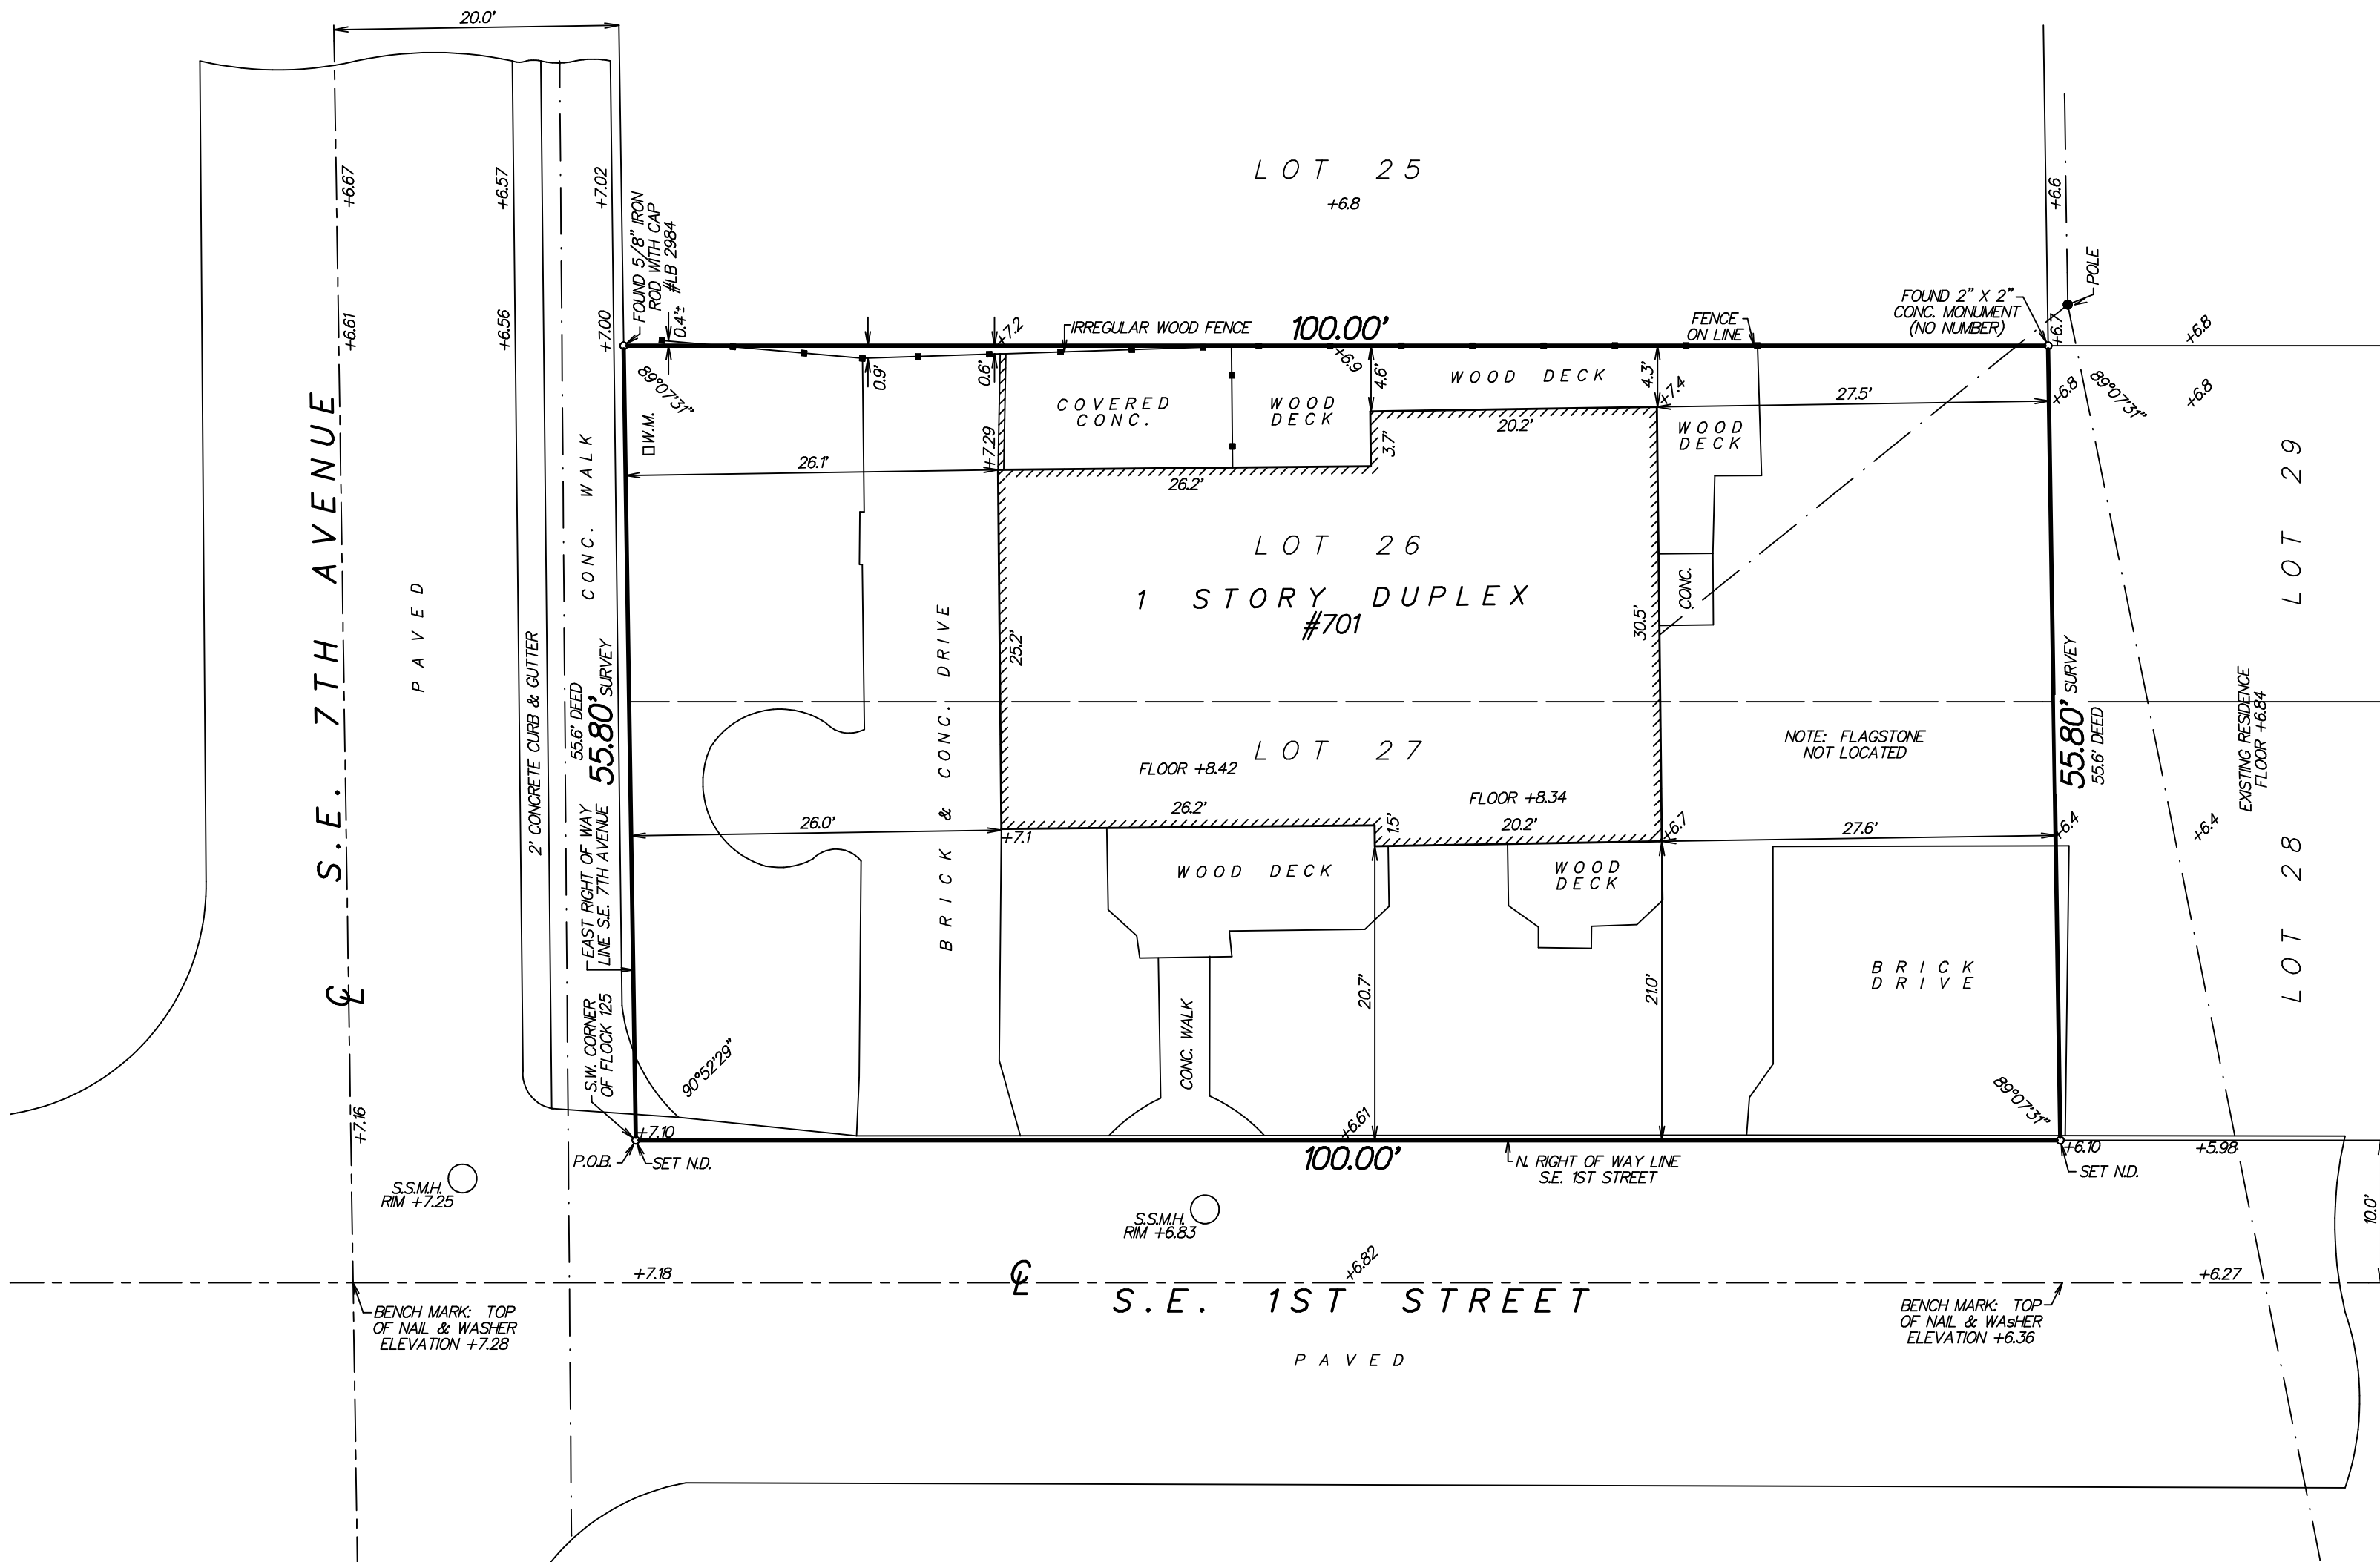 20.0'
LOT 25
+6.8
+6.67
+6.57
+7.02
+6.6
FOUND 5/8" IRON
ROD WITH CAP
#LB 2984
+6.61
+6.56
+7.00
0.4'±
+7.2
IRREGULAR WOOD FENCE
100.00'
FENCE
ON LINE
FOUND 2" X 2"
CONC. MONUMENT
(NO NUMBER)
+6.7
POLE
+6.8
89°07'31"
0.9'
0.6'
+6.9
4.6'
WOOD DECK
4.3'
+7.4
27.5'
+6.8
89°07'31"
+6.8
W.M.
COVERED
CONC.
WOOD
DECK
20.2'
WOOD
DECK
26.1'
+7.29
26.2'
3.7'
CONC. WALK
S.E. 7TH AVENUE
PAVED
2' CONCRETE CURB & GUTTER
LOT 26
1 STORY DUPLEX
#701
CONC.
30.5'
25.2'
BRICK & CONC. DRIVE
LOT 29
55.6' DEED
55.80' SURVEY
LOT 27
FLOOR +8.42
FLOOR +8.34
NOTE: FLAGSTONE
NOT LOCATED
55.80' SURVEY
55.6' DEED
EXISTING RESIDENCE
FLOOR +6.84
26.0'
+7.1
26.2'
1.5'
20.2'
+6.7
27.6'
+6.4
+6.4
WOOD DECK
WOOD
DECK
LOT 28
EAST RIGHT OF WAY
LINE S.E. 7TH AVENUE
℄
S.W. CORNER
OF FLOCK 125
BRICK
DRIVE
20.7'
21.0'
CONC. WALK
90°52'29"
89°07'31"
+7.16
+7.10
+6.61
+6.10
+5.98
P.O.B.
SET N.D.
100.00'
N. RIGHT OF WAY LINE
S.E. 1ST STREET
SET N.D.
S.S.M.H.
RIM +7.25
S.S.M.H.
RIM +6.83
10.0'
+7.18
℄
+6.82
+6.27
S.E. 1ST STREET
BENCH MARK: TOP
OF NAIL & WASHER
ELEVATION +7.28
BENCH MARK: TOP
OF NAIL & WAsHER
ELEVATION +6.36
PAVED